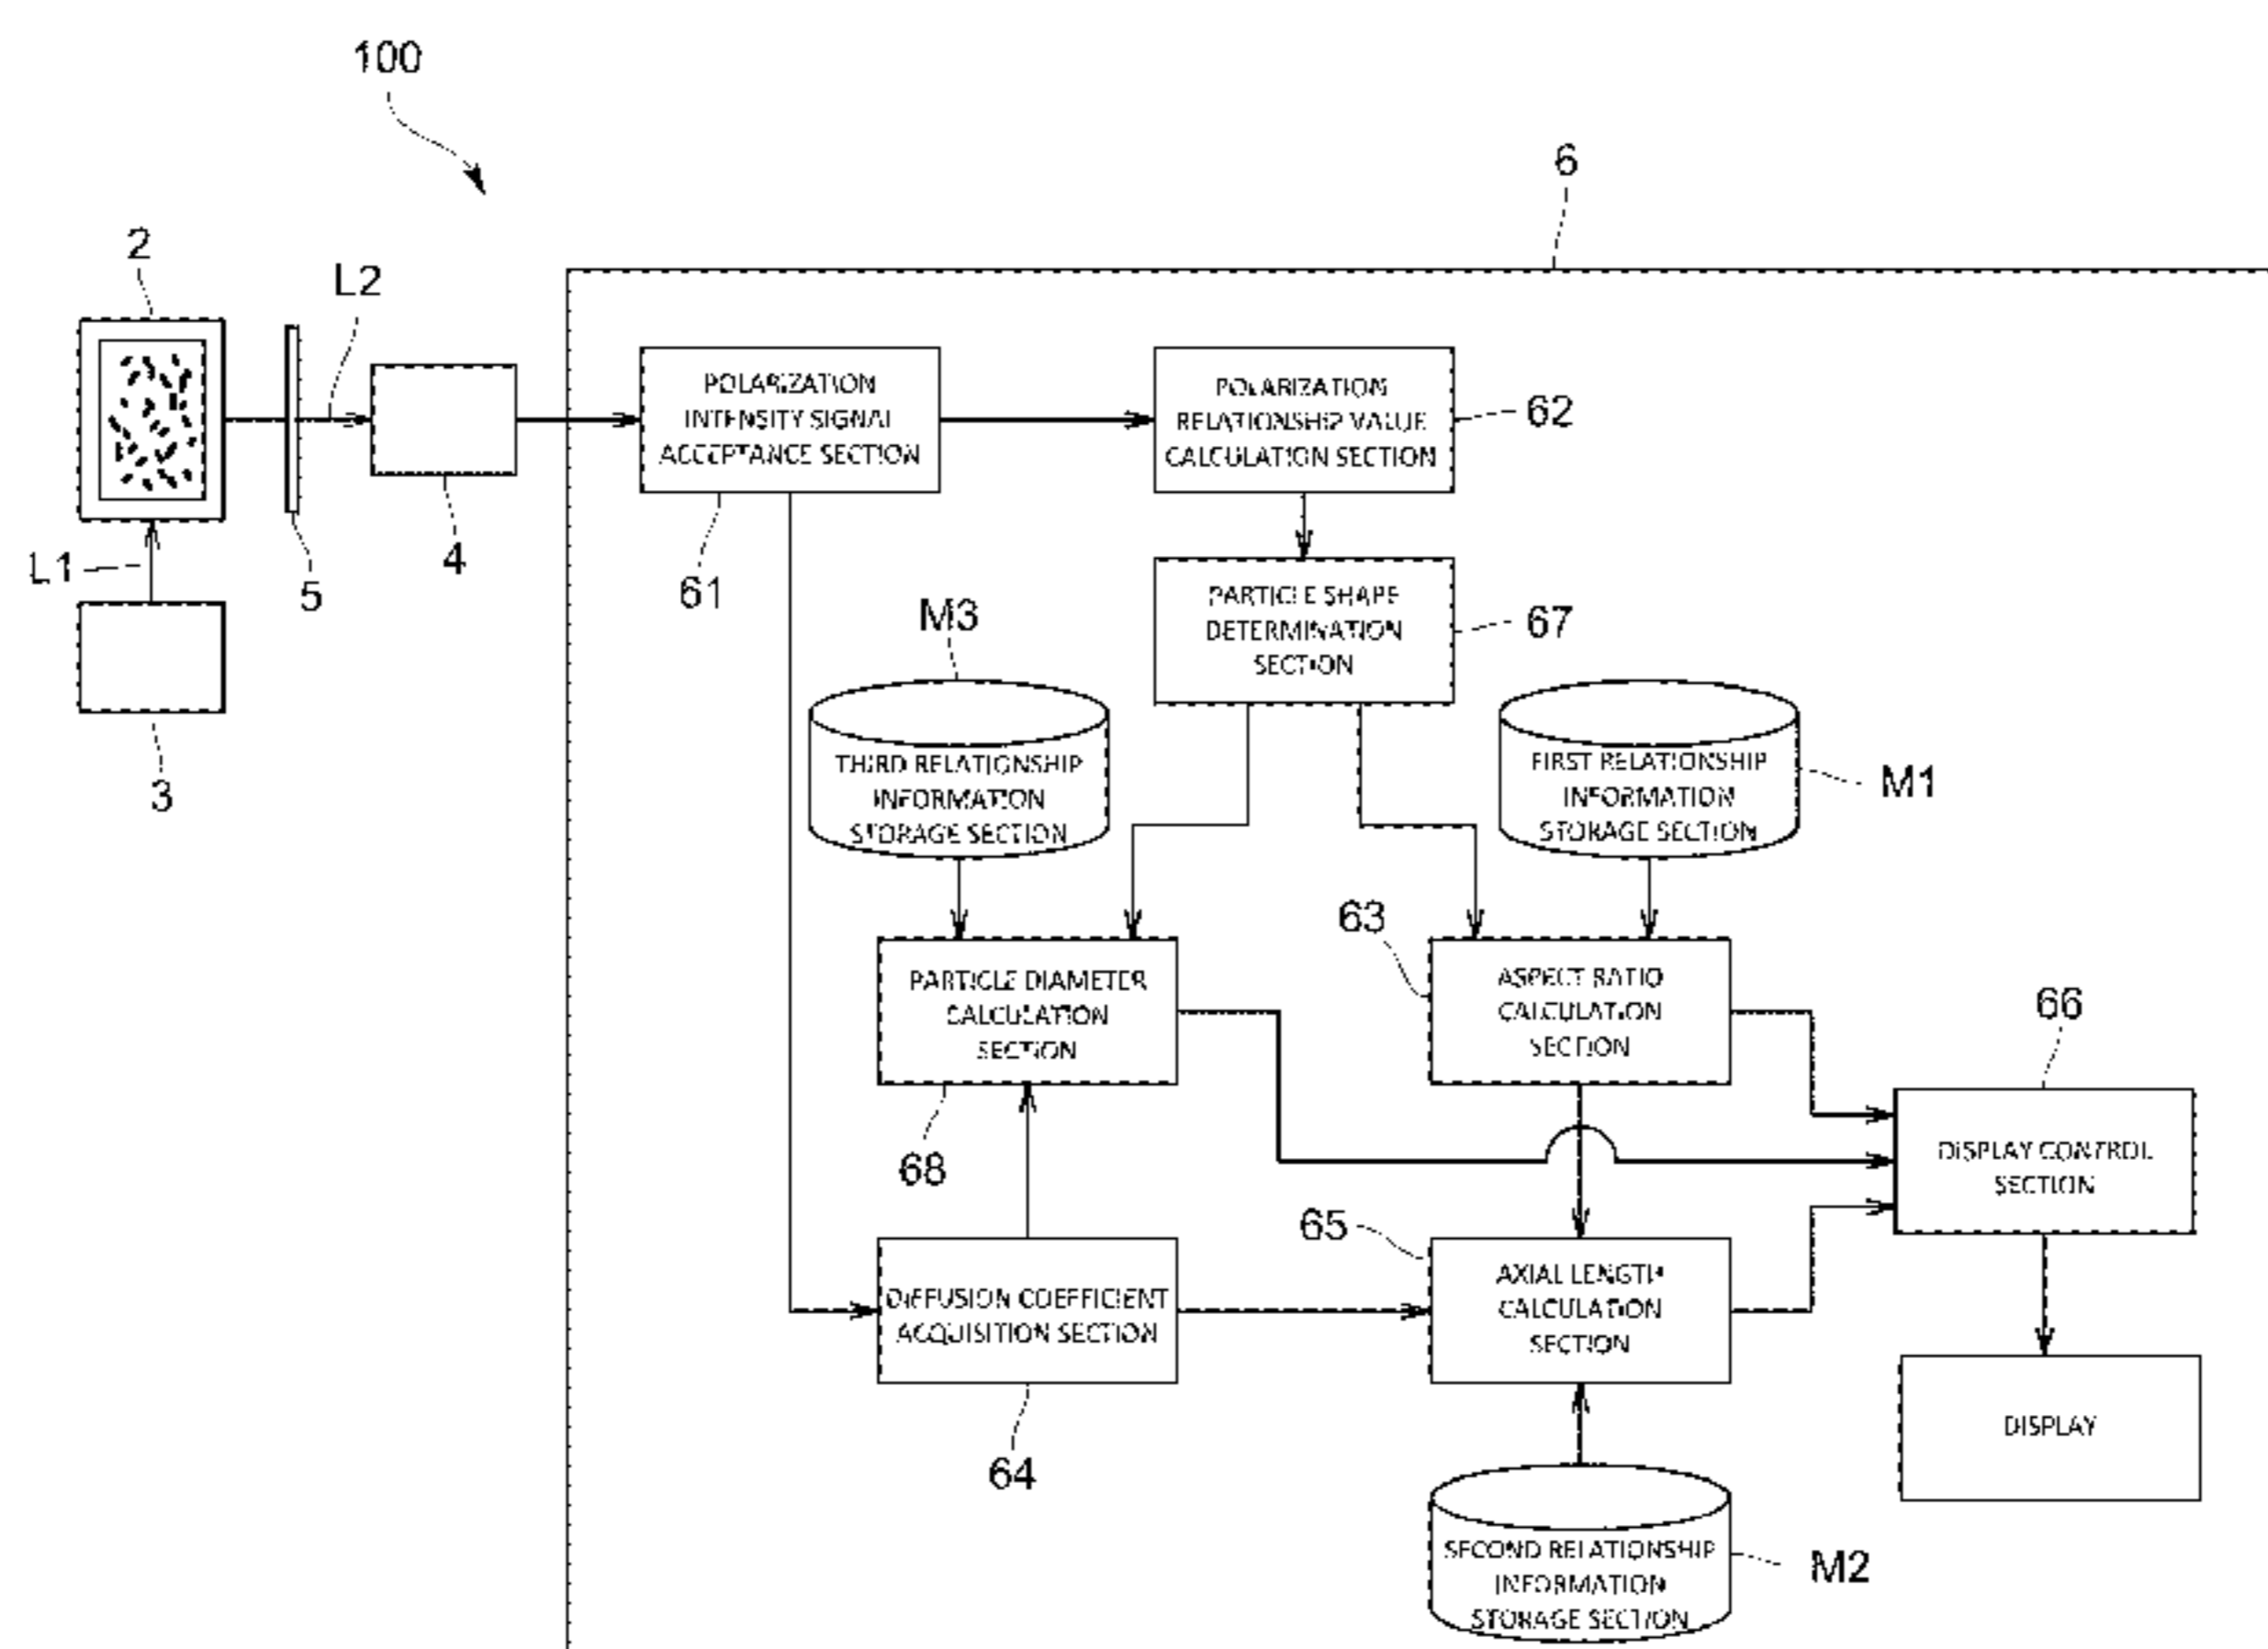 100
6
2
L2
POLARIZATION
INTENSITY SIGNAL
ACCEPTANCE SECTION
POLARIZATION
RELATIONSHIP VALUE
CALCULATION SECTION
62
4
5
L1
61
3
PARTICLE SHAPE
DETERMINATION
SECTION
67
M3
THIRD RELATIONSHIP
INFORMATION
STORAGE SECTION
FIRST RELATIONSHIP
INFORMATION
STORAGE SECTION
M1
63
PARTICLE DIAMETER
CALCULATION
SECTION
ASPECT RATIO
CALCULATION
SECTION
66
68
DISPLAY CONTROL
SECTION
65
DIFFUSION COEFFICIENT
ACQUISITION SECTION
AXIAL LENGTH
CALCULATION
SECTION
64
DISPLAY
SECOND RELATIONSHIP
INFORMATION
STORAGE SECTION
M2